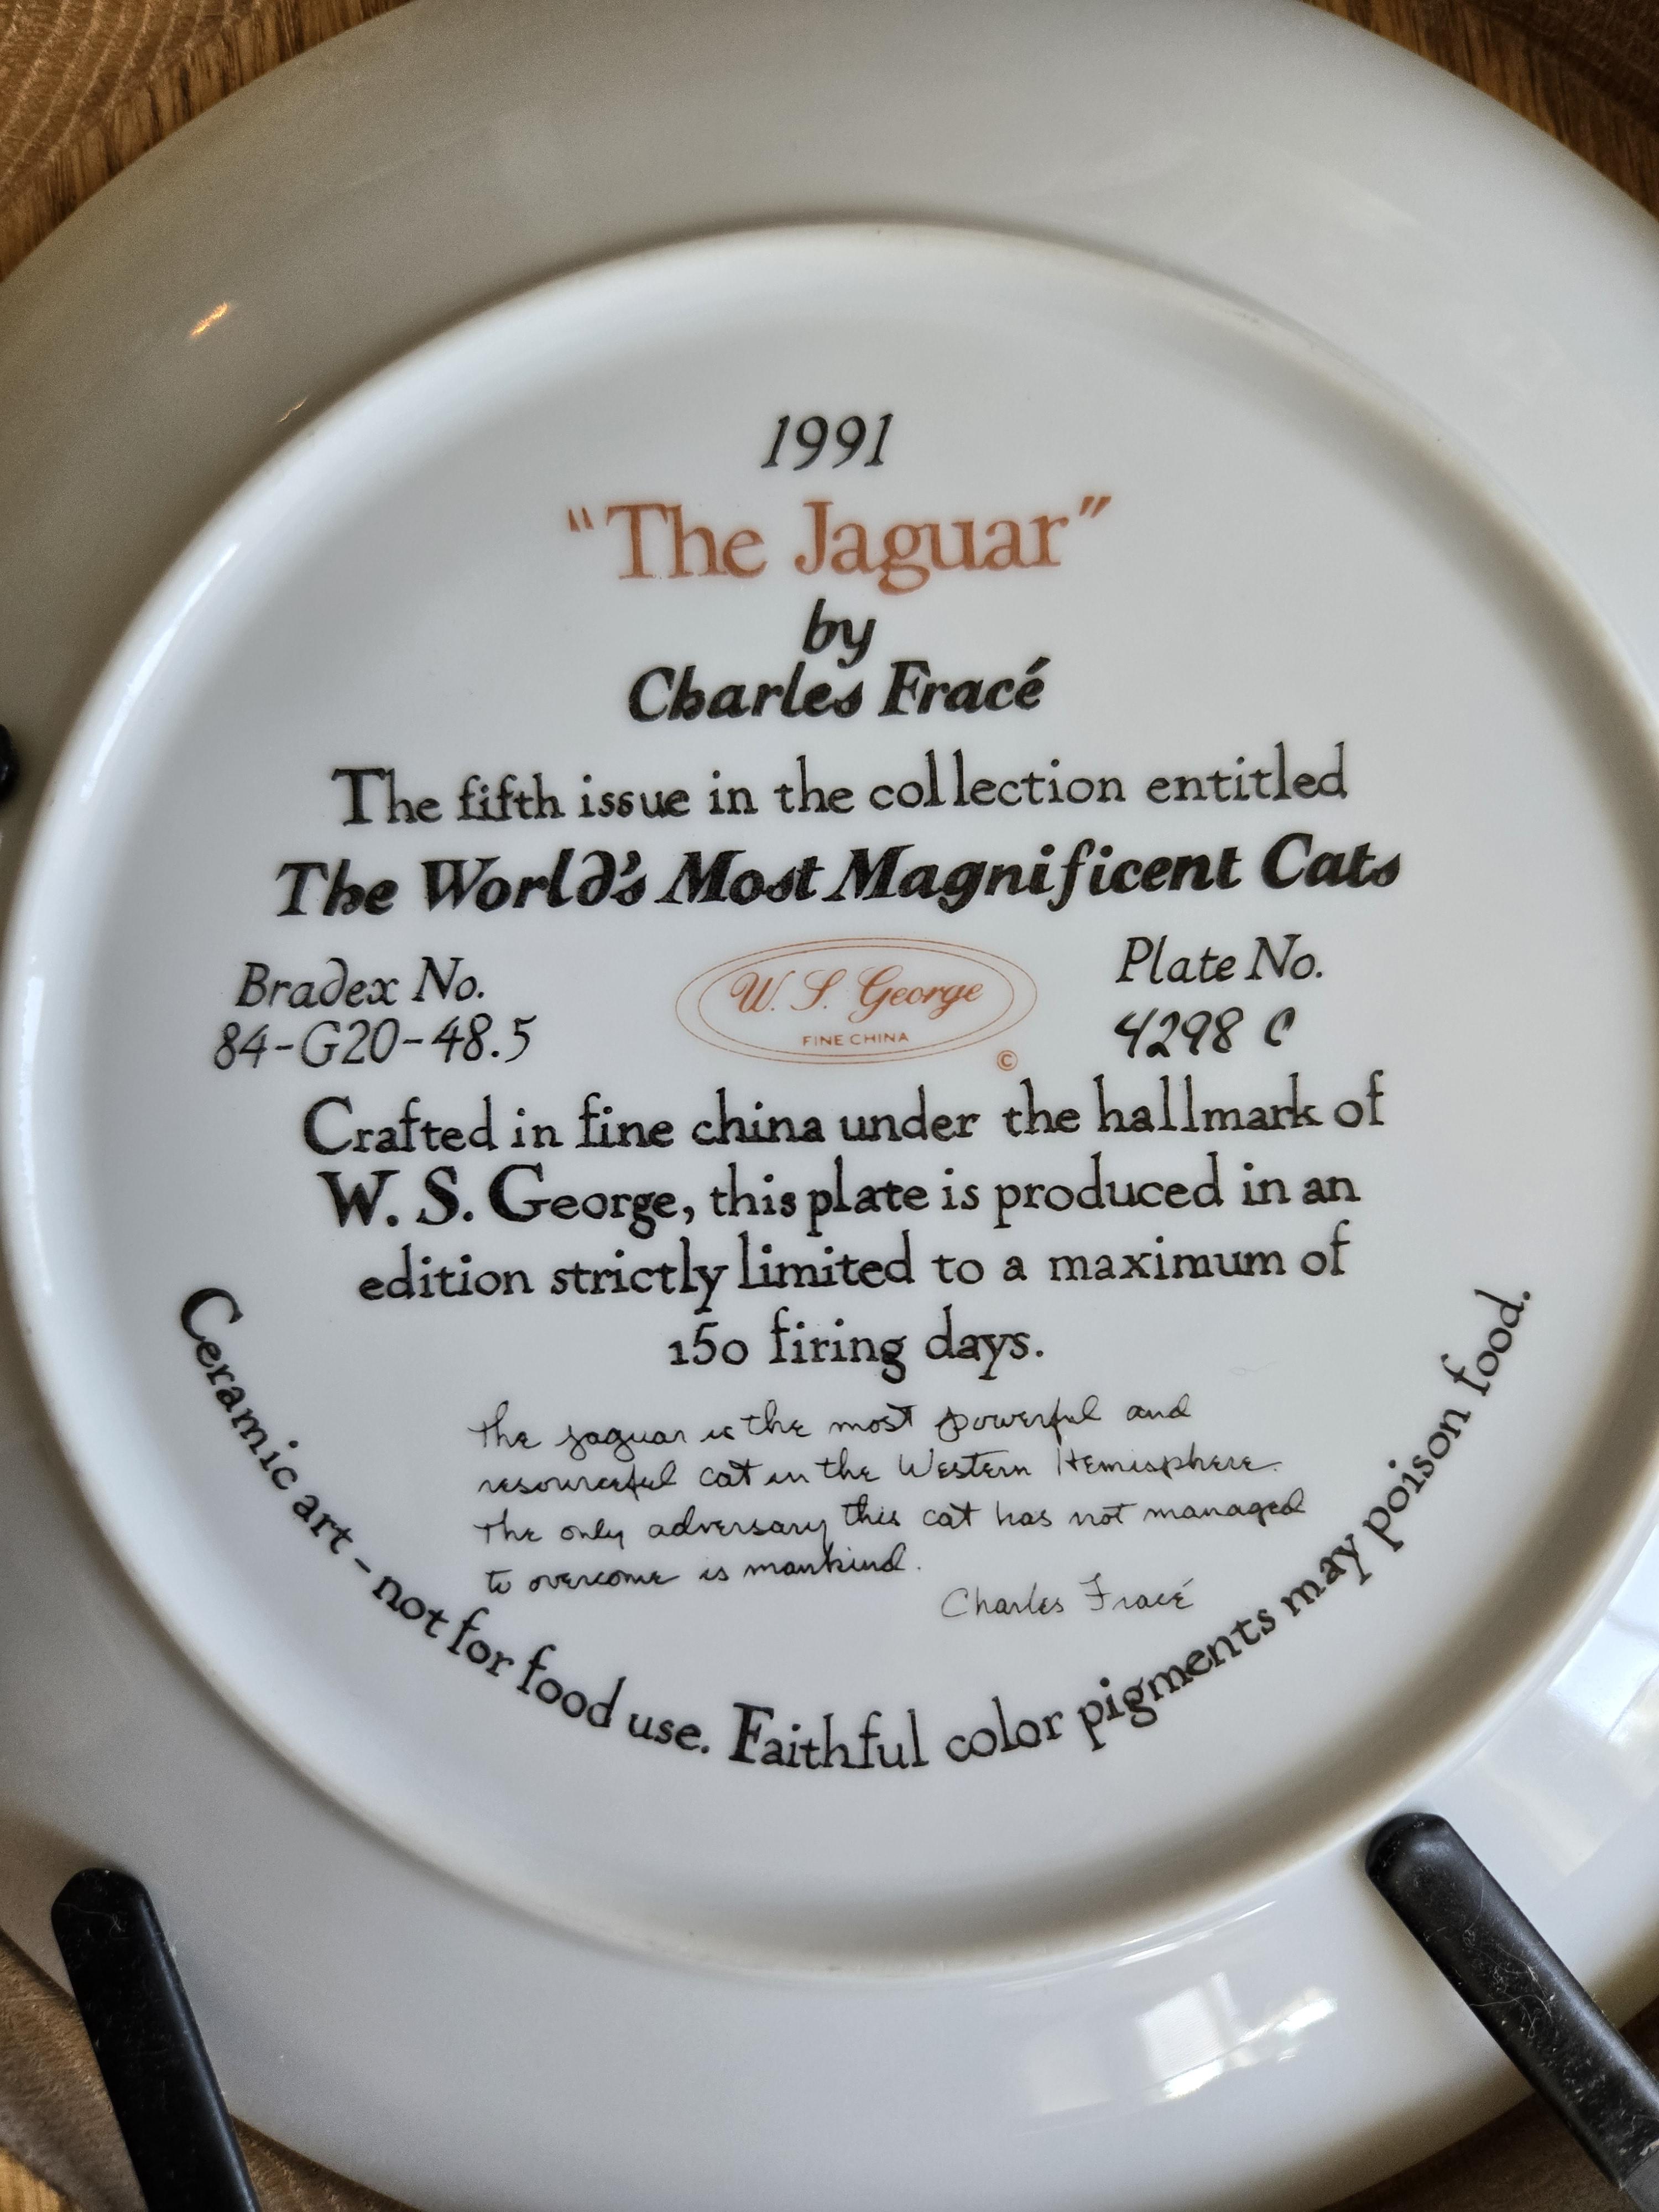 1991
"The Jaguar"
by
Charles Fracé
The fifth issue in the collection entitled
The World's Most Magnificent Cats
Bradex No.
84-G20-48.5
W. S. George
FINE CHINA
©
Plate No.
4298 C
Crafted in fine china under the hallmark of
W. S. George, this plate is produced in an
edition strictly limited to a maximum of
150 firing days.
The jaguar is the most powerful and
resourceful cat in the Western Hemisphere.
The only adversary this cat has not managed
to overcome is mankind.
Charles Fracé
Ceramic art - not for food use. Faithful color pigments may poison food.